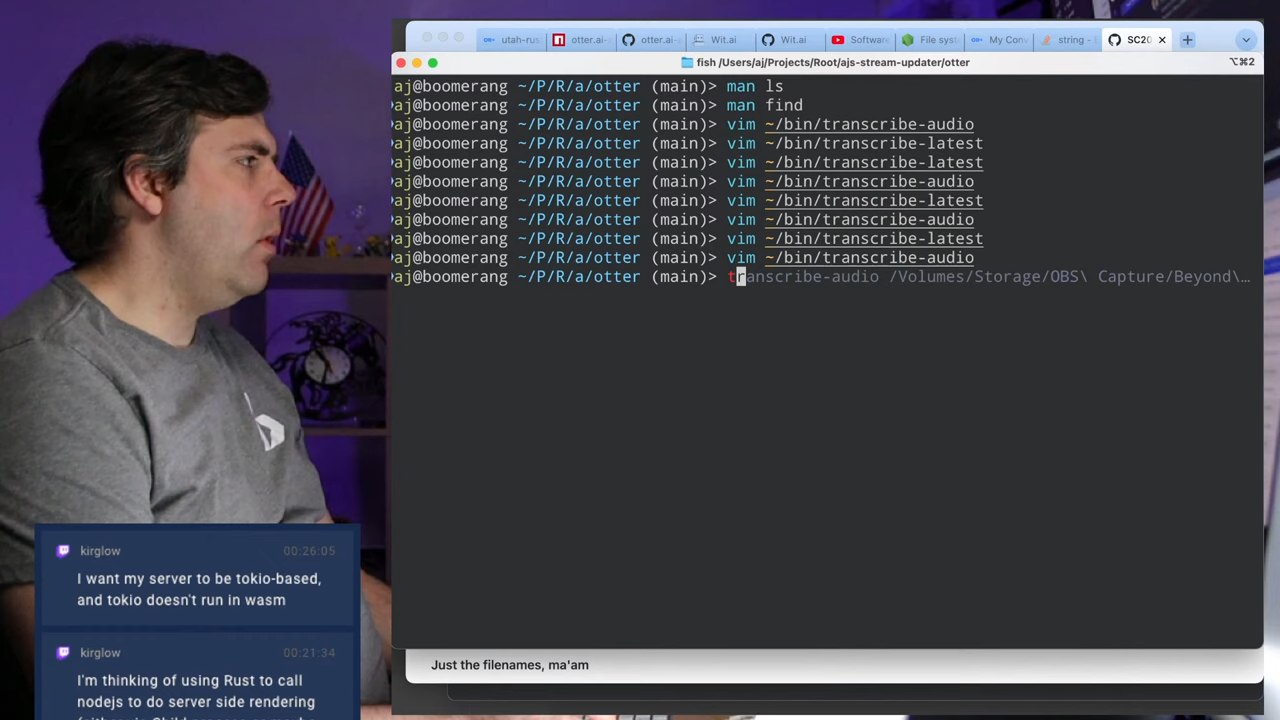 utah-rus
otter.ai-
otter.ai-a
Wit.ai
Wit.ai
Software
File syst
My Conv
string -
SC20
fish /Users/aj/Projects/Root/ajs-stream-updater/otter
⌥⌘2
aj@boomerang ~/P/R/a/otter (main)> man ls
aj@boomerang ~/P/R/a/otter (main)> man find
aj@boomerang ~/P/R/a/otter (main)> vim ~/bin/transcribe-audio
aj@boomerang ~/P/R/a/otter (main)> vim ~/bin/transcribe-latest
aj@boomerang ~/P/R/a/otter (main)> vim ~/bin/transcribe-latest
aj@boomerang ~/P/R/a/otter (main)> vim ~/bin/transcribe-audio
aj@boomerang ~/P/R/a/otter (main)> vim ~/bin/transcribe-latest
aj@boomerang ~/P/R/a/otter (main)> vim ~/bin/transcribe-audio
aj@boomerang ~/P/R/a/otter (main)> vim ~/bin/transcribe-latest
aj@boomerang ~/P/R/a/otter (main)> vim ~/bin/transcribe-audio
aj@boomerang ~/P/R/a/otter (main)> transcribe-audio /Volumes/Storage/OBS\ Capture/Beyond\…
Just the filenames, ma'am
kirglow 00:26:05
I want my server to be tokio-based,
and tokio doesn't run in wasm
kirglow 00:21:34
I'm thinking of using Rust to call
nodejs to do server side rendering